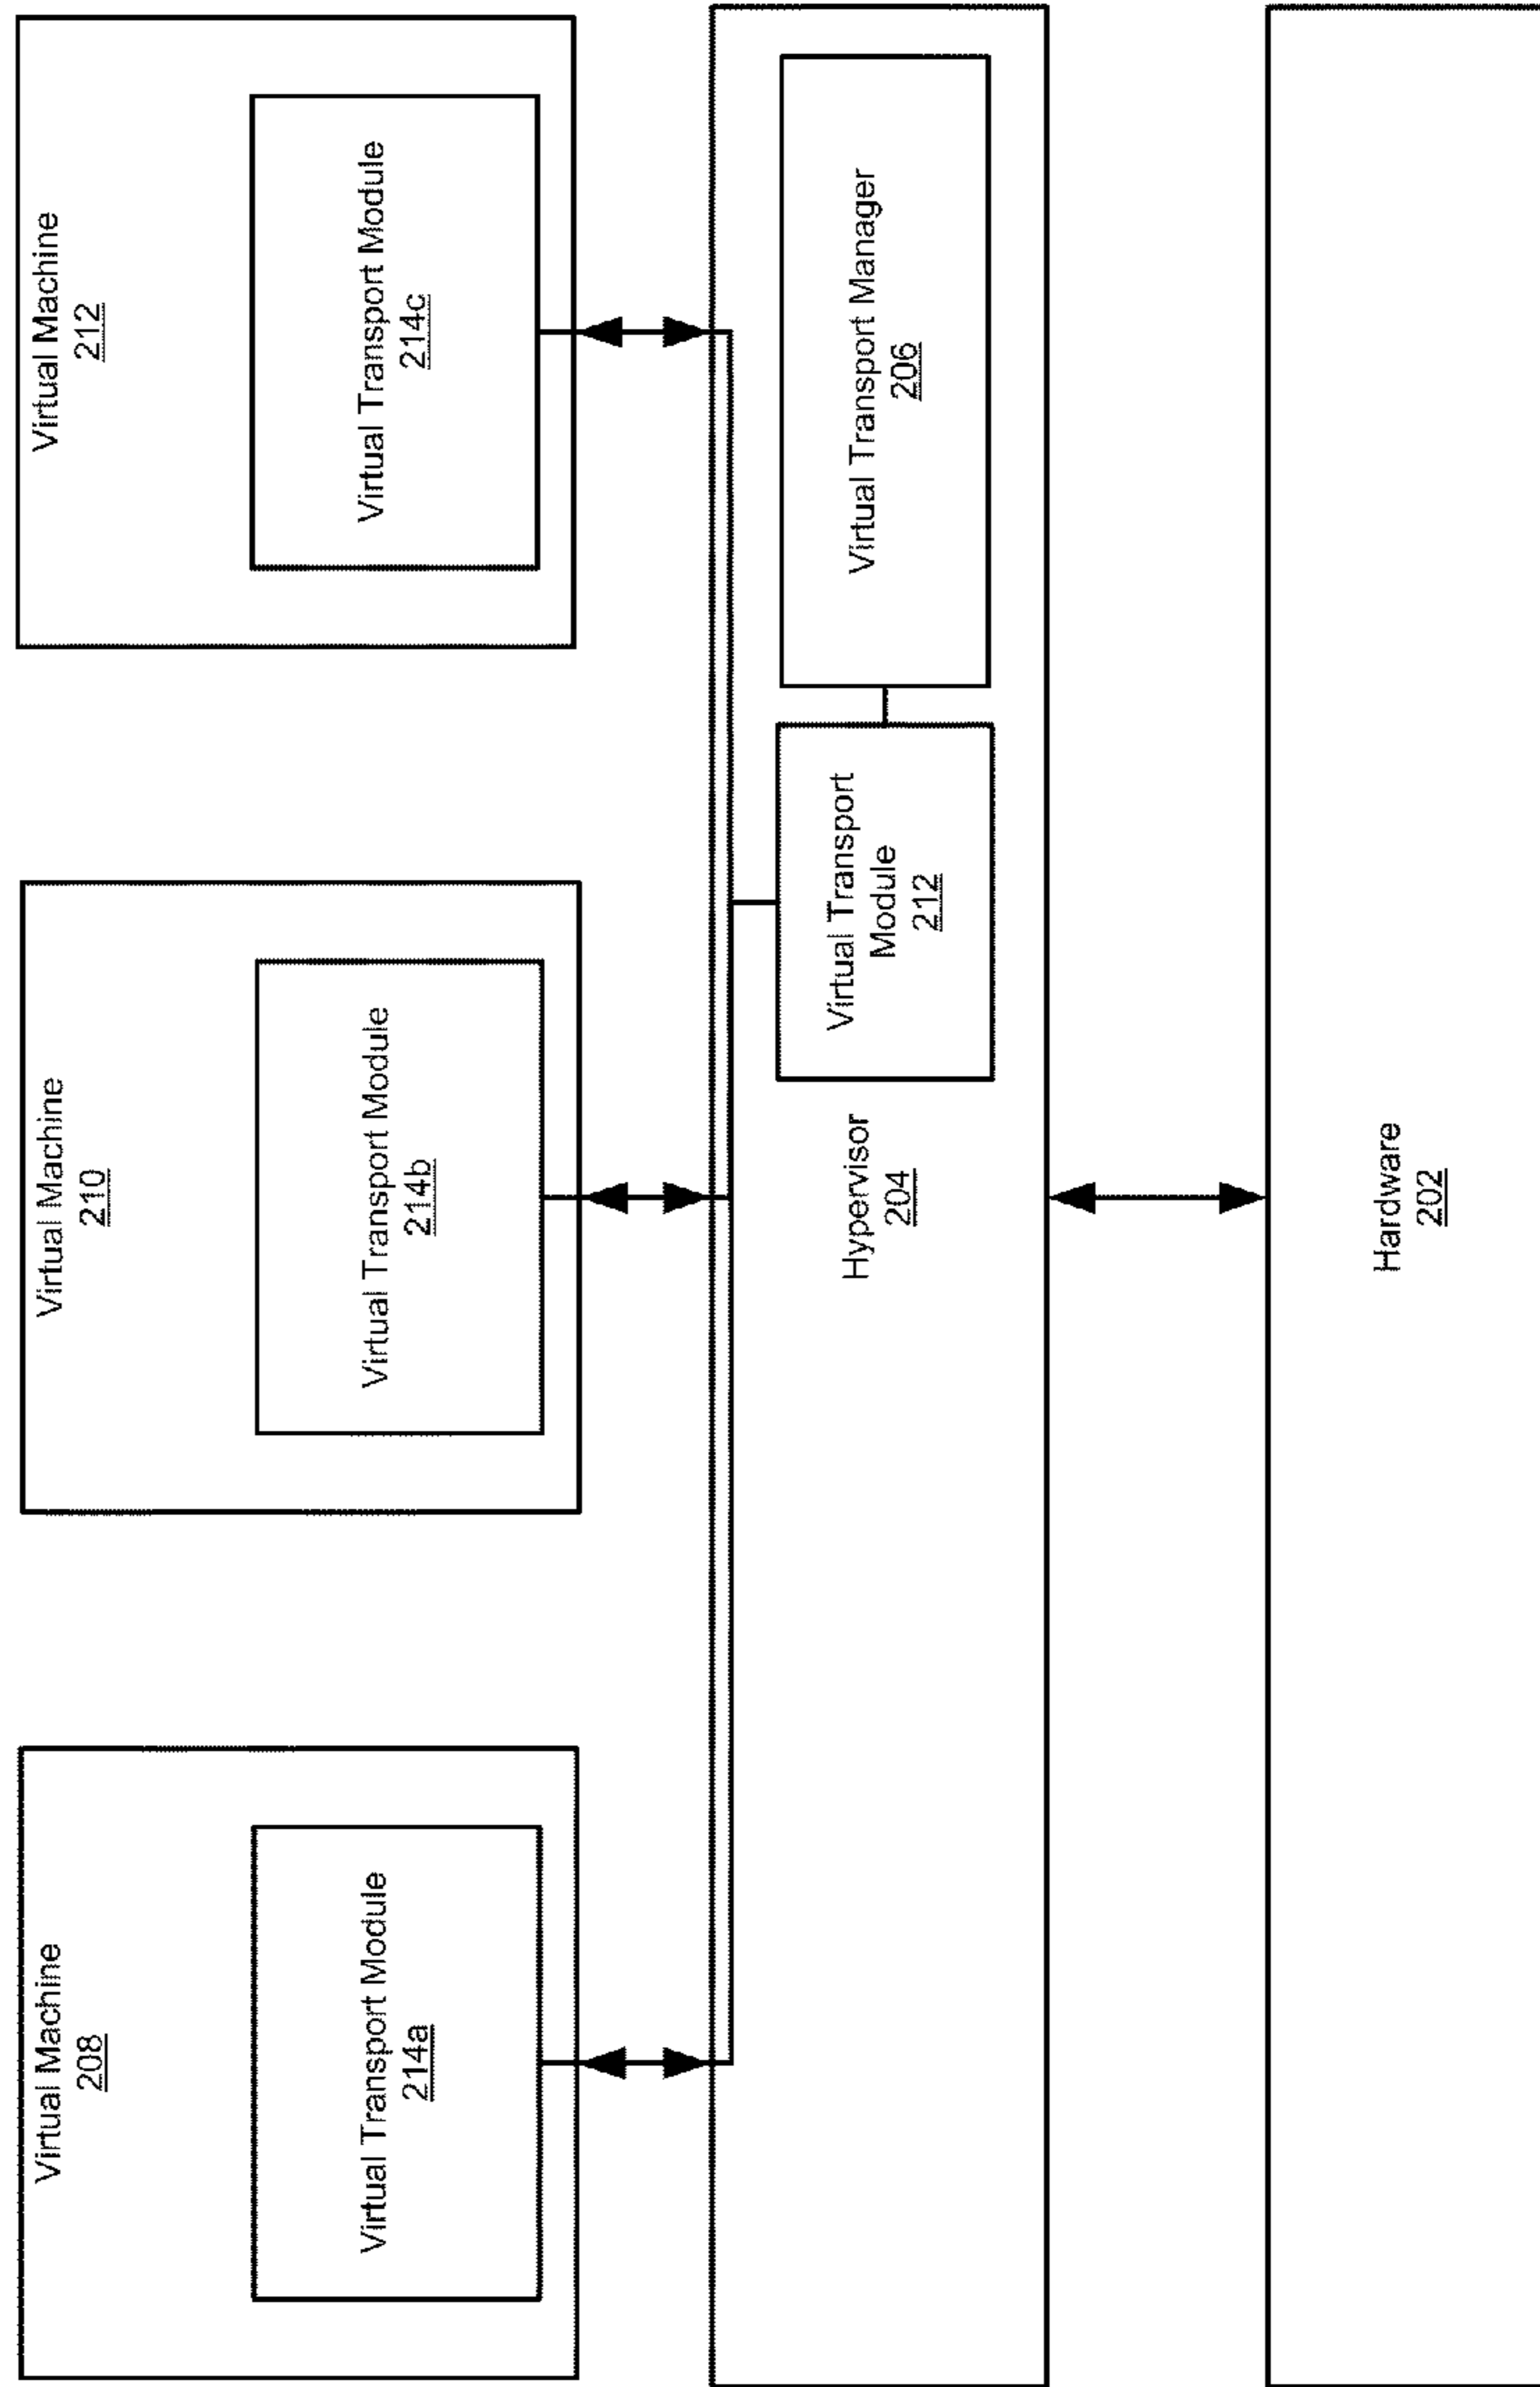 Virtual Machine
208
Virtual Transport Module
214a
Virtual Machine
210
Virtual Transport Module
214b
Virtual Machine
212
Virtual Transport Module
214c
Hypervisor
204
Virtual Transport
Module
212
Virtual Transport Manager
206
Hardware
202